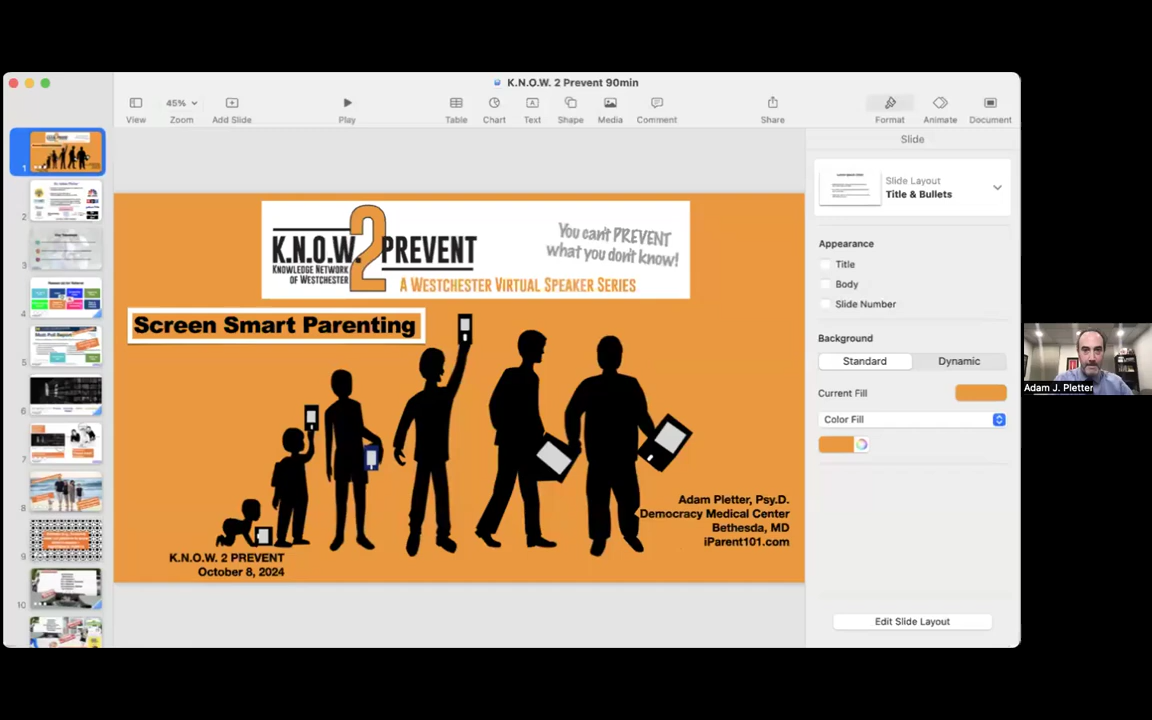 K.N.O.W. 2 Prevent 90min
View
45%
Zoom
Add Slide
Play
Table
Chart
Text
Shape
Media
Comment
Share
Format
Animate
Document
Slide
Slide Layout
Title & Bullets
Appearance
Title
Body
Slide Number
Background
Standard
Dynamic
Current Fill
Color Fill
Edit Slide Layout
1
2
3
4
5
6
7
8
9
10
K.N.O.W. 2 PREVENT
KNOWLEDGE NETWORK
OF WESTCHESTER
You can't PREVENT
what you don't know!
A WESTCHESTER VIRTUAL SPEAKER SERIES
Screen Smart Parenting
Adam Pletter, Psy.D.
Democracy Medical Center
Bethesda, MD
iParent101.com
K.N.O.W. 2 PREVENT
October 8, 2024
Adam J. Pletter